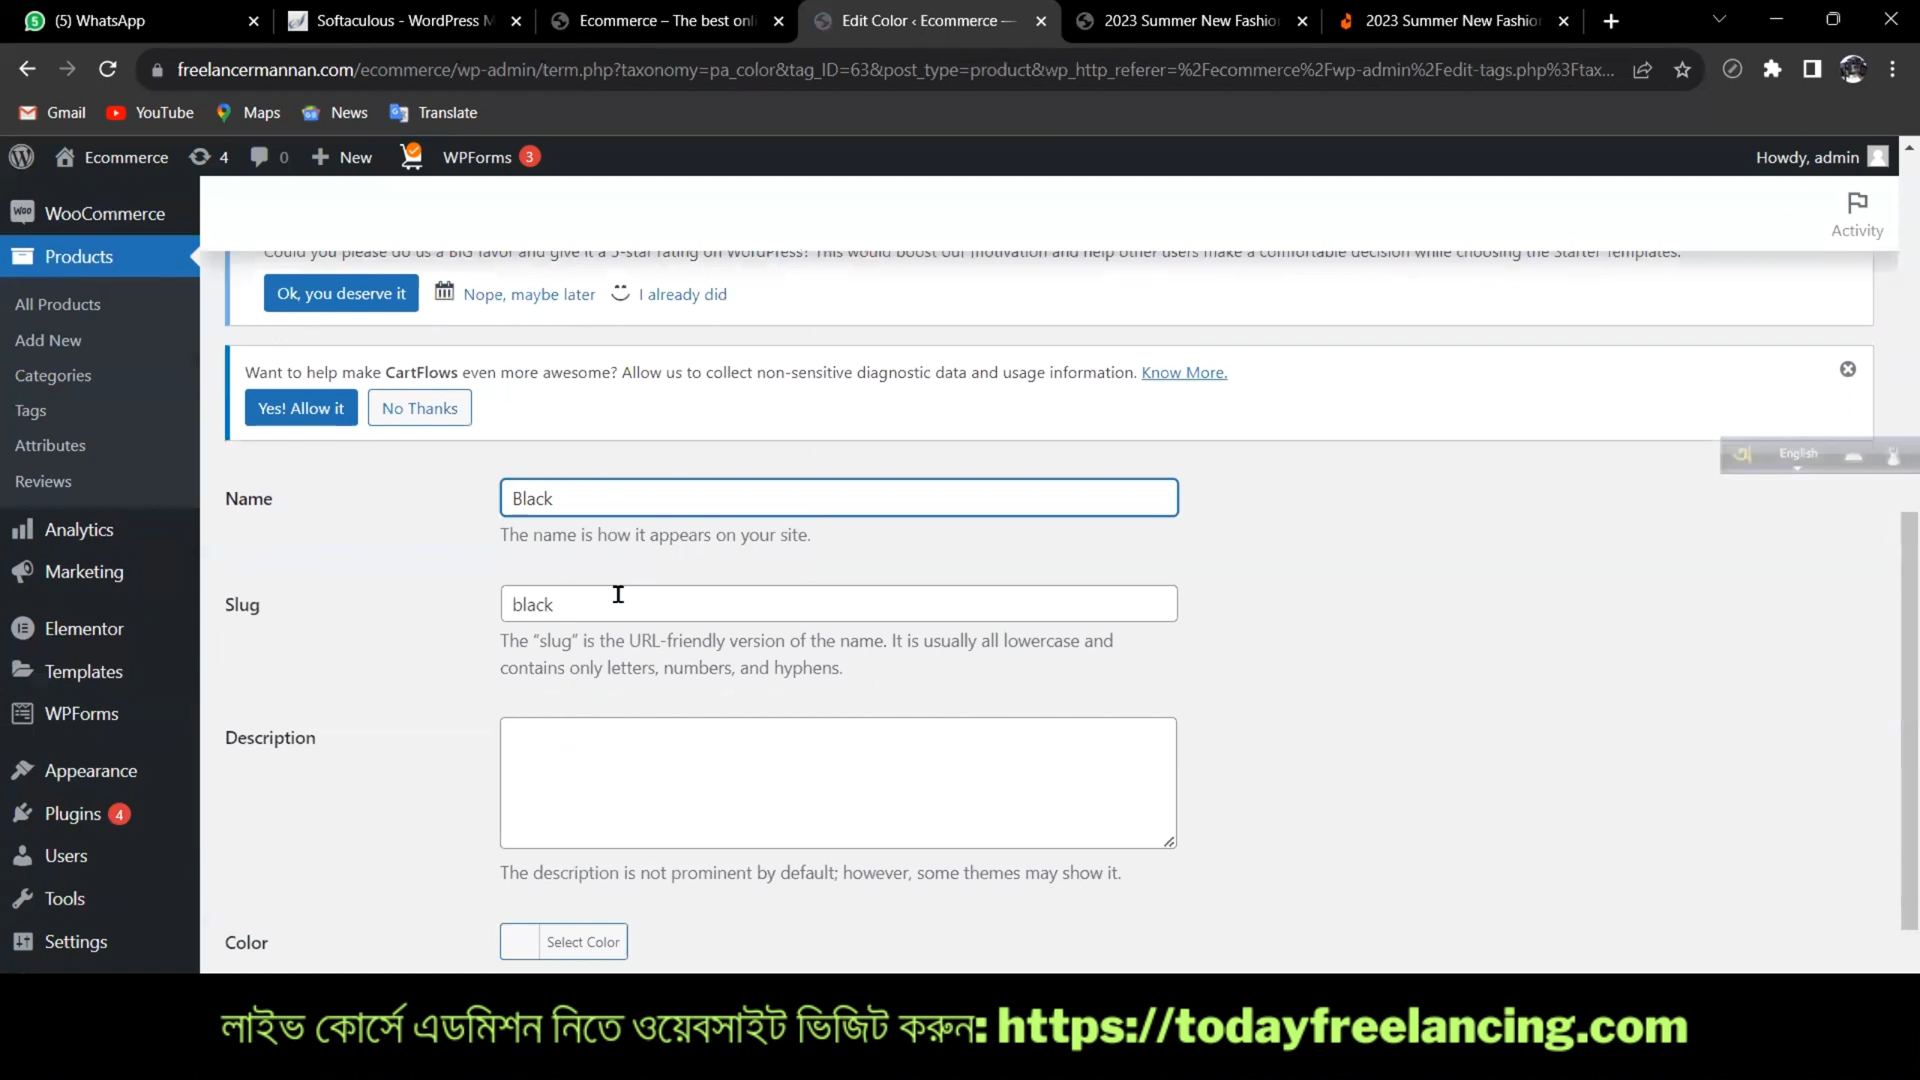 (5) WhatsApp
Softaculous - WordPress M
Ecommerce – The best onl
Edit Color ‹ Ecommerce —
2023 Summer New Fashio
2023 Summer New Fashio
freelancermannan.com/ecommerce/wp-admin/term.php?taxonomy=pa_color&tag_ID=63&post_type=product&wp_http_referer=%2Fecommerce%2Fwp-admin%2Fedit-tags.php%3Ftax...
Gmail
YouTube
Maps
News
Translate
Ecommerce
4
0
New
WPForms 3
Howdy, admin
WooCommerce
Products
All Products
Add New
Categories
Tags
Attributes
Reviews
Analytics
Marketing
Elementor
Templates
WPForms
Appearance
Plugins 4
Users
Tools
Settings
Activity
Could you please do us a BIG favor and give it a 5-star rating on WordPress? This would boost our motivation and help other users make a comfortable decision while choosing the Starter Templates.
Ok, you deserve it
Nope, maybe later
I already did
Want to help make CartFlows even more awesome? Allow us to collect non-sensitive diagnostic data and usage information. Know More.
Yes! Allow it
No Thanks
English
Name
Black
The name is how it appears on your site.
Slug
black
The “slug” is the URL-friendly version of the name. It is usually all lowercase and
contains only letters, numbers, and hyphens.
Description
The description is not prominent by default; however, some themes may show it.
Color
Select Color
লাইভ কোর্সে এডমিশন নিতে ওয়েবসাইট ভিজিট করুন: https://todayfreelancing.com